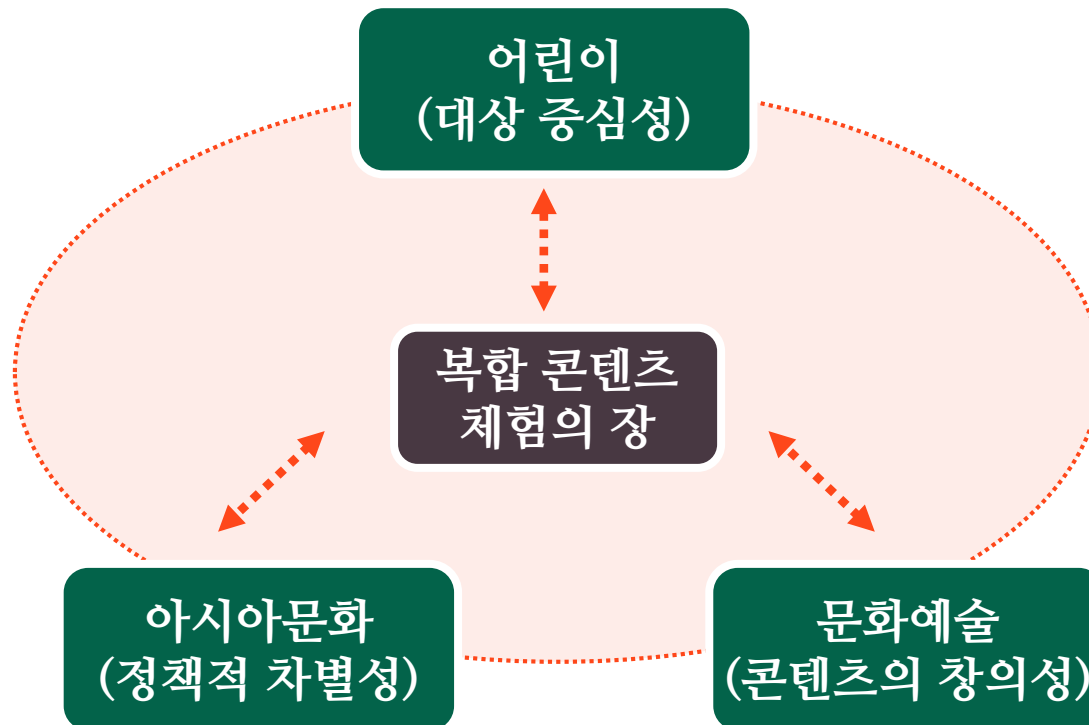 어린이
(대상 중심성)
복합 콘텐츠
체험의 장
아시아문화
(정책적 차별성)
문화예술
(콘텐츠의 창의성)